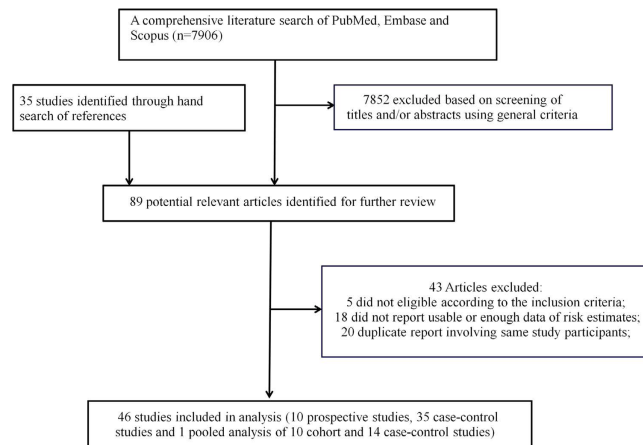 A comprehensive literature search of PubMed, Embase and
Scopus (n=7906)
35 studies identified through hand
search of references
7852 excluded based on screening of
titles and/or abstracts using general criteria
89 potential relevant articles identified for further review
43 Articles excluded:
5 did not eligible according to the inclusion criteria;
18 did not report usable or enough data of risk estimates;
20 duplicate report involving same study participants;
46 studies included in analysis (10 prospective studies, 35 case-control
studies and 1 pooled analysis of 10 cohort and 14 case-control studies)